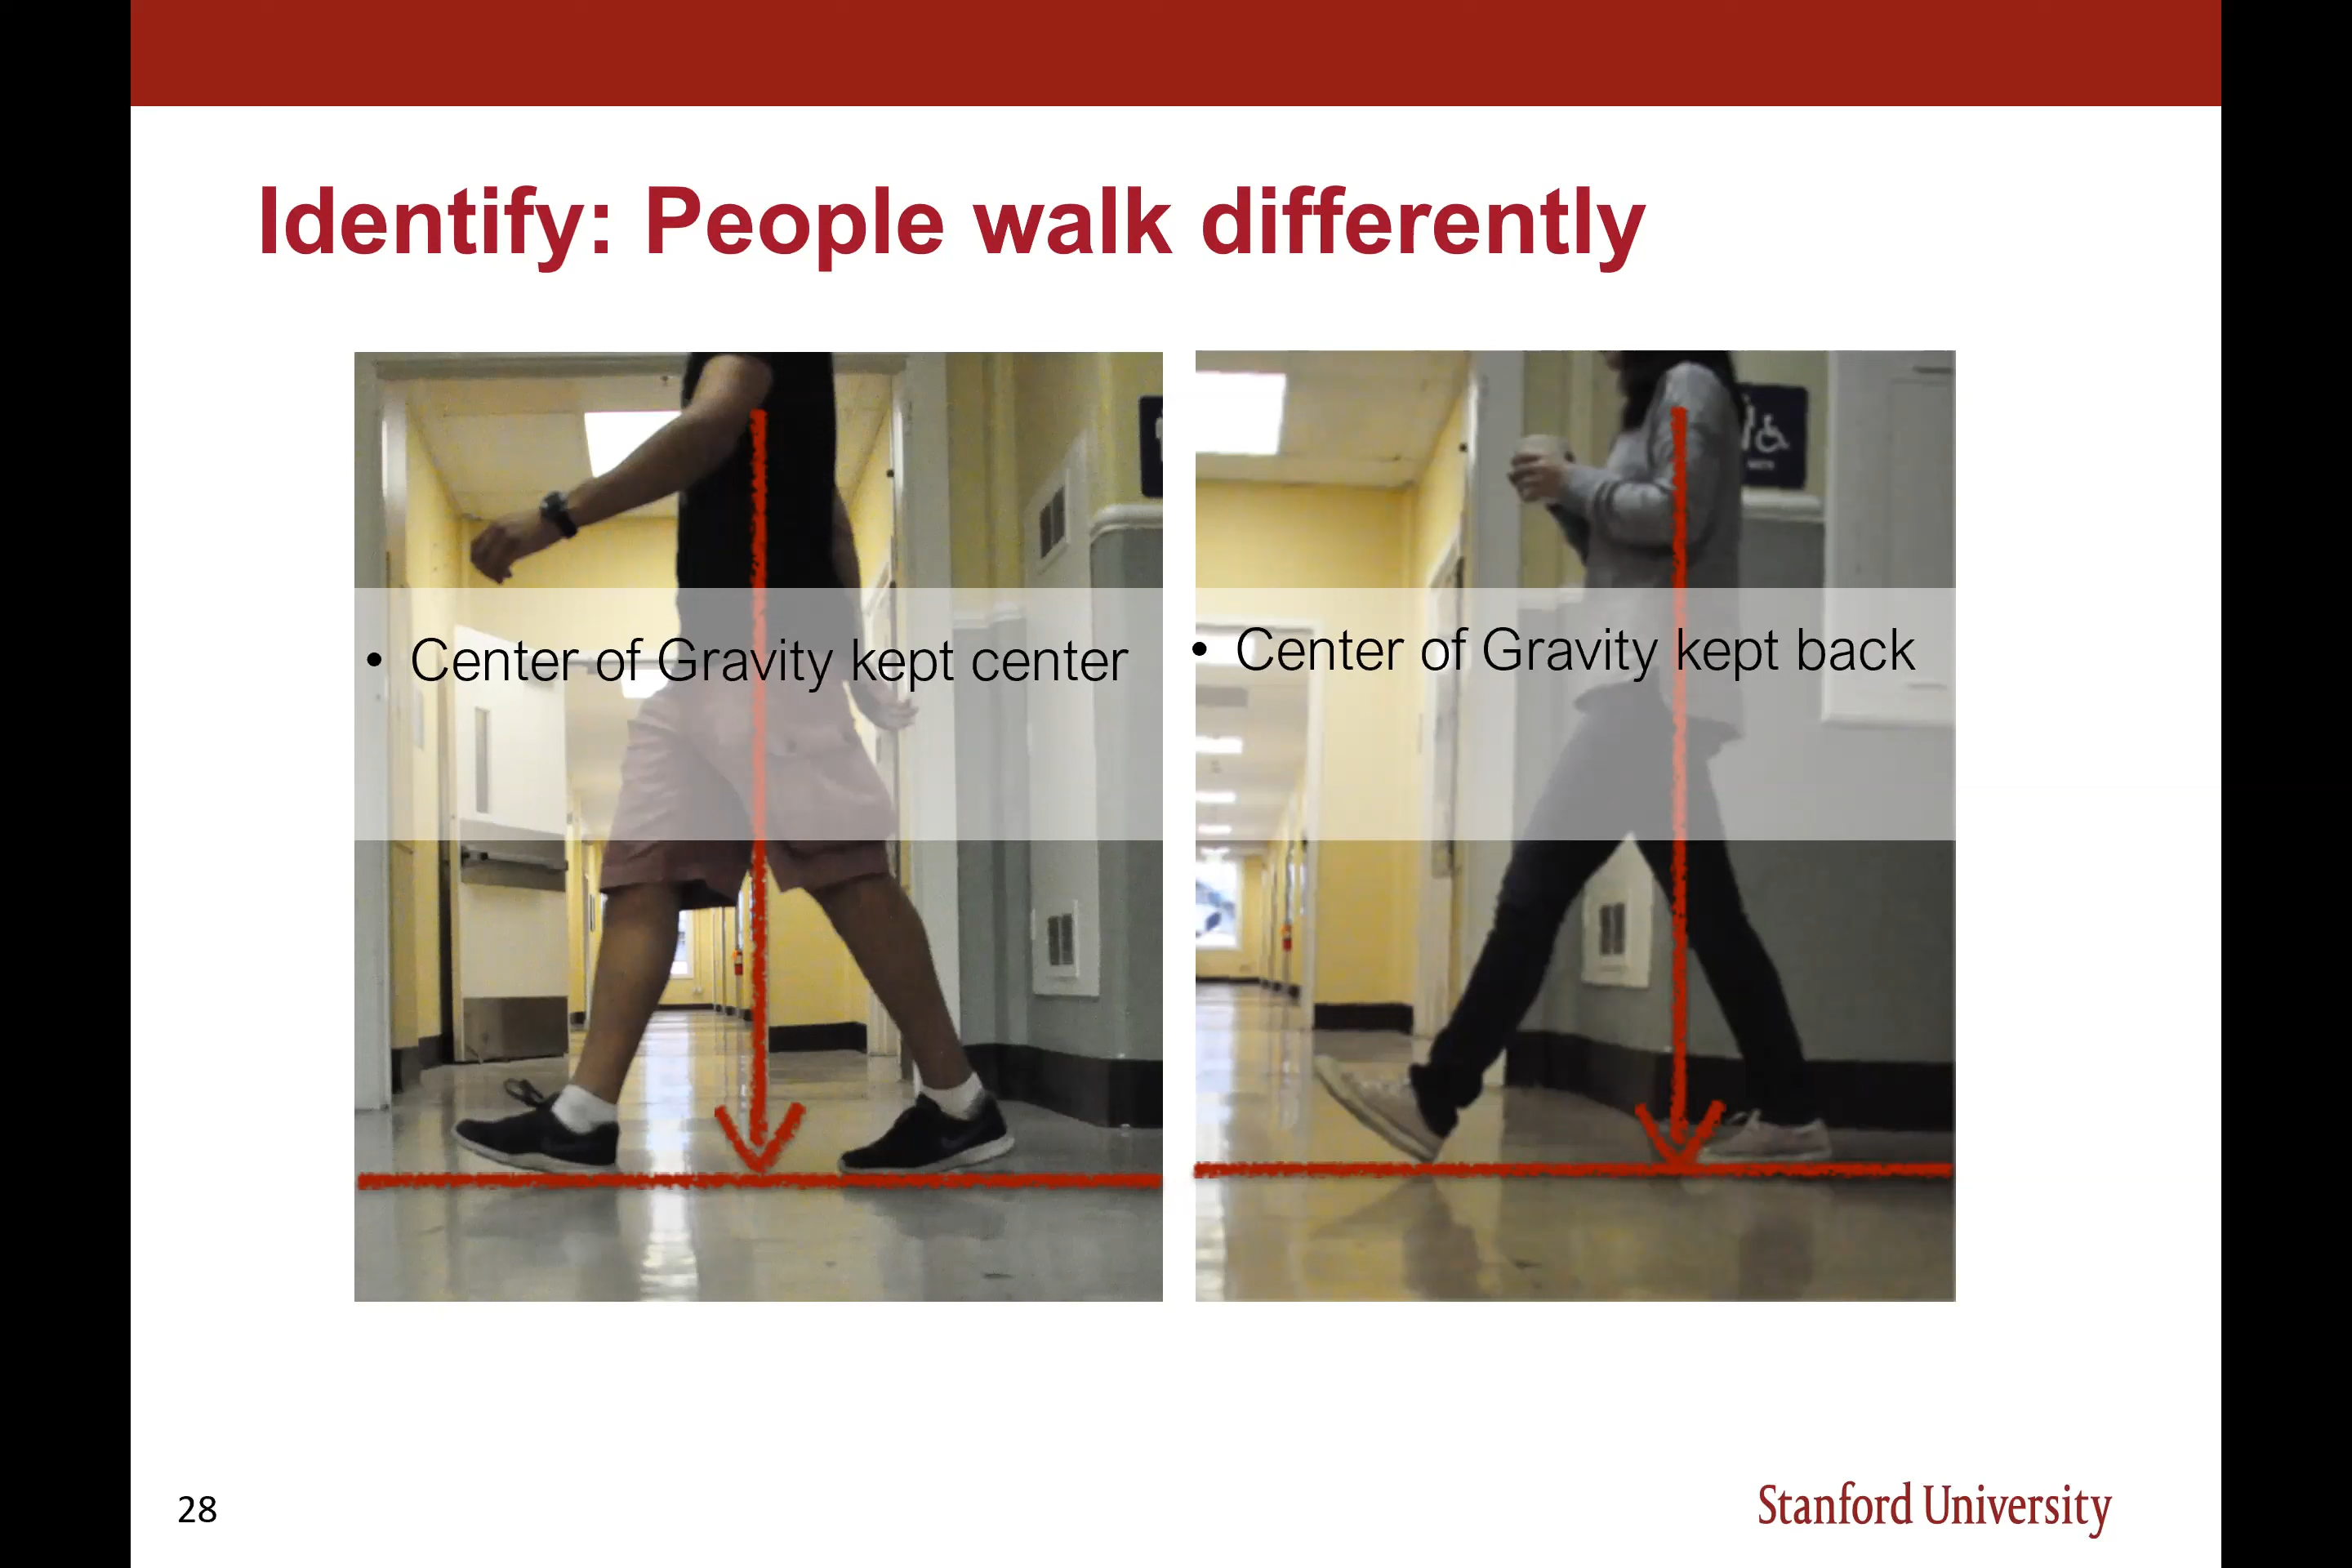 Identify: People walk differently
• Center of Gravity kept center
• Center of Gravity kept back
28
Stanford University